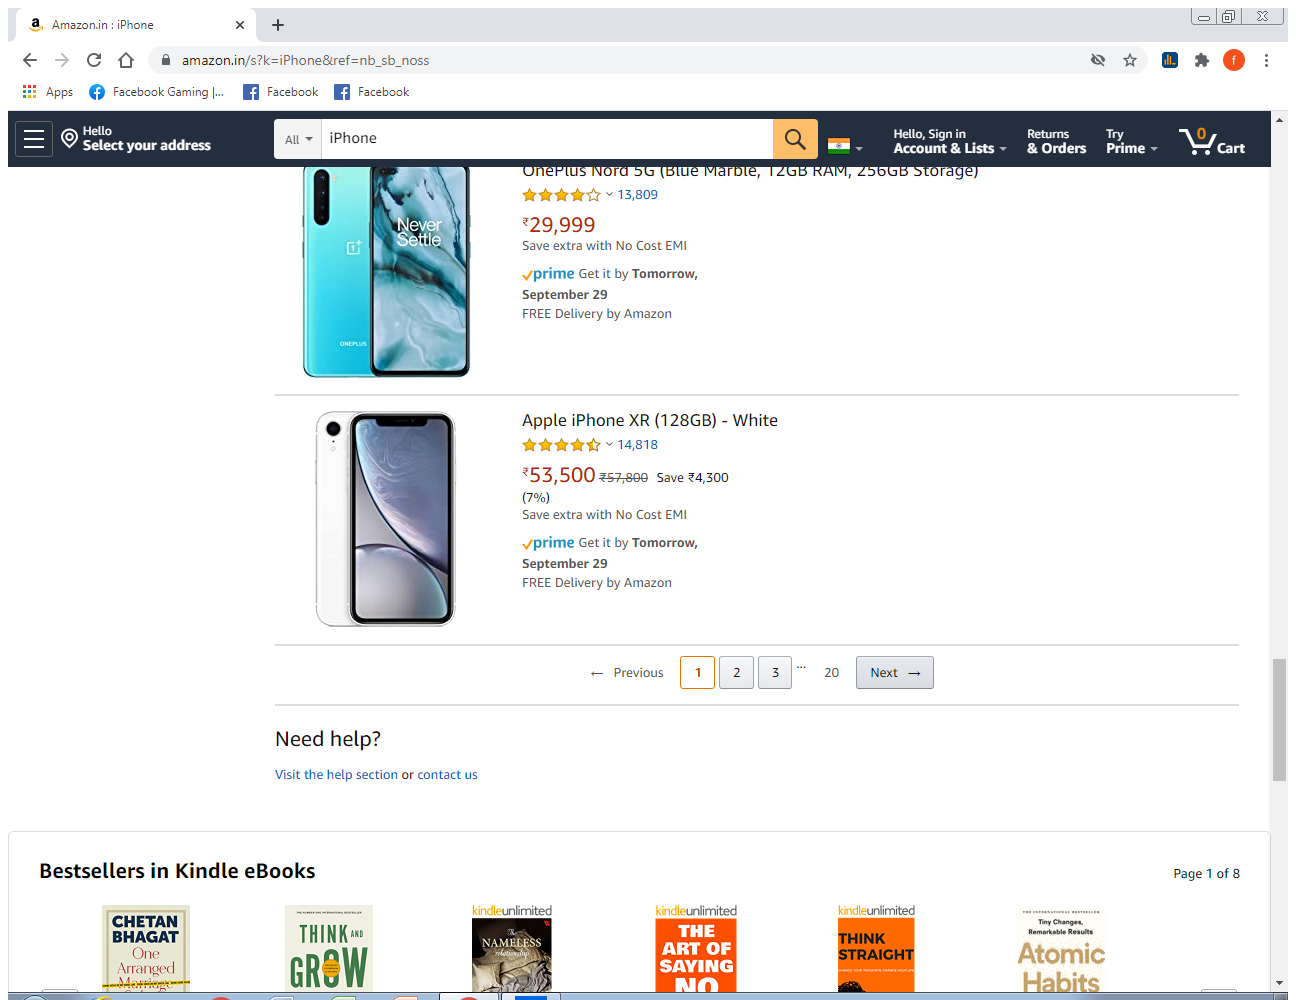 Amazon.in : iPhone
amazon.in/s?k=iPhone&ref=nb_sb_noss
f
Apps
Facebook Gaming |...
Facebook
Facebook
Hello
Select your address
All
iPhone
Hello, Sign in
Account & Lists
Returns
& Orders
Try
Prime
0
Cart
OnePlus Nord 5G (Blue Marble, 12GB RAM, 256GB Storage)
13,809
₹29,999
Save extra with No Cost EMI
prime Get it by Tomorrow,
September 29
FREE Delivery by Amazon
Never
Settle
ONEPLUS
Apple iPhone XR (128GB) - White
14,818
₹53,500 ₹57,800 Save ₹4,300
(7%)
Save extra with No Cost EMI
prime Get it by Tomorrow,
September 29
FREE Delivery by Amazon
← Previous 1 2 3 ... 20 Next →
Need help?
Visit the help section or contact us
Bestsellers in Kindle eBooks
Page 1 of 8
CHETAN
BHAGAT
One
Arranged
THINK AND
GROW
kindleunlimited
The
NAMELESS
relationship
kindleunlimited
THE
ART OF
SAYING
NO
kindleunlimited
THINK
STRAIGHT
THE INTERNATIONAL BESTSELLER
Tiny Changes,
Remarkable Results
Atomic
Habits